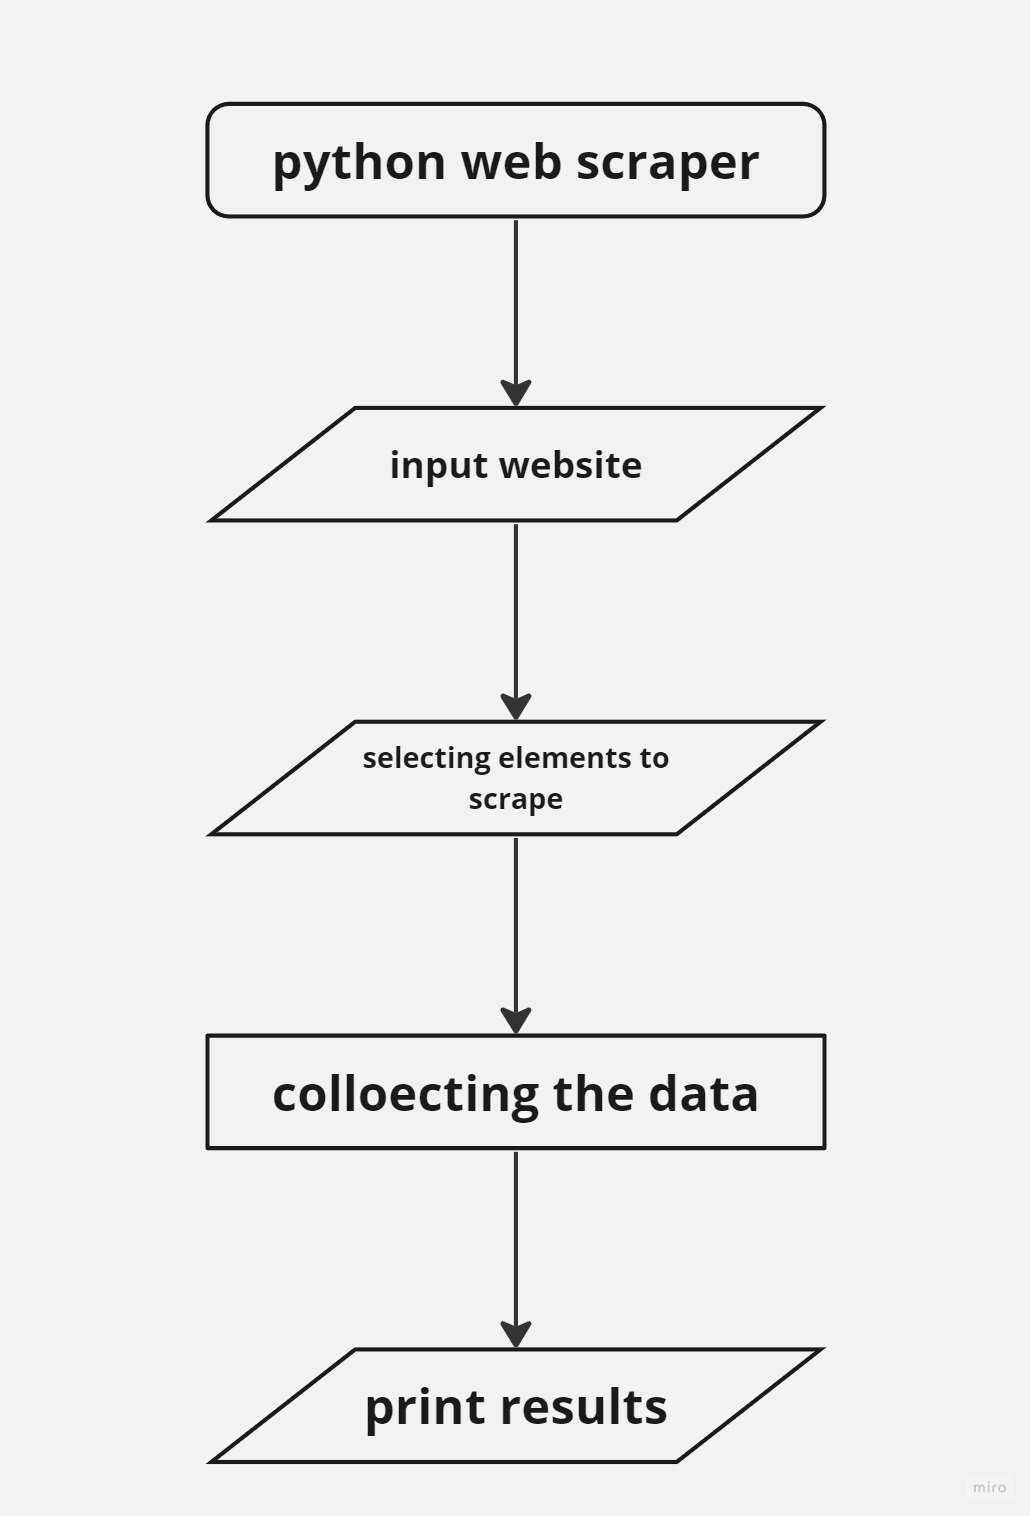 python web scraper
input website
selecting elements to
scrape
colloecting the data
print results
miro